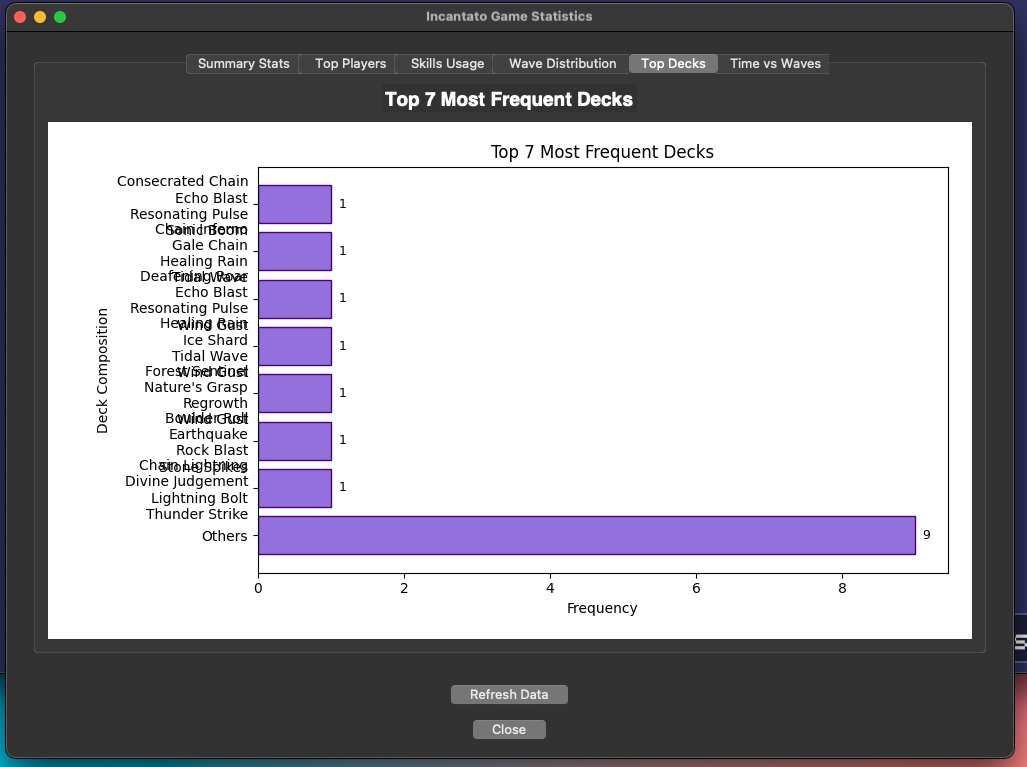 Incantato Game Statistics
Summary Stats
Top Players
Skills Usage
Wave Distribution
Top Decks
Time vs Waves
Top 7 Most Frequent Decks
Top 7 Most Frequent Decks
Deck Composition
Consecrated Chain
Echo Blast
Resonating Pulse
Sonic Boom
1
Chain Inferno
Gale Chain
Healing Rain
Tidal Wave
1
Deafening Roar
Echo Blast
Resonating Pulse
Wind Gust
1
Healing Rain
Ice Shard
Tidal Wave
Wind Gust
1
Forest Sentinel
Nature's Grasp
Regrowth
Wind Gust
1
Boulder Roll
Earthquake
Rock Blast
Stone Spikes
1
Chain Lightning
Divine Judgement
Lightning Bolt
Thunder Strike
1
Others
9
0 2 4 6 8
Frequency
Refresh Data
Close